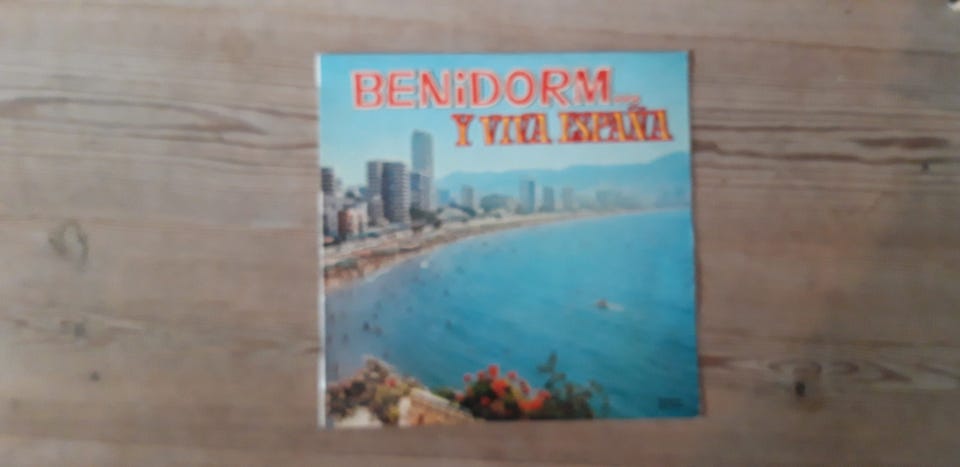 BENiDORM...
Y VIVA ESPAÑA